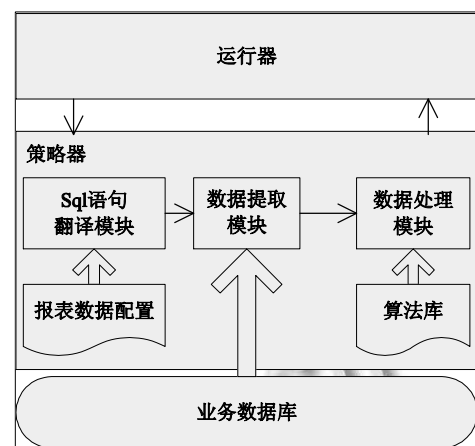 运行器
策略器
Sql语句
翻译模块
数据提取
模块
数据处理
模块
报表数据配置
算法库
业务数据库